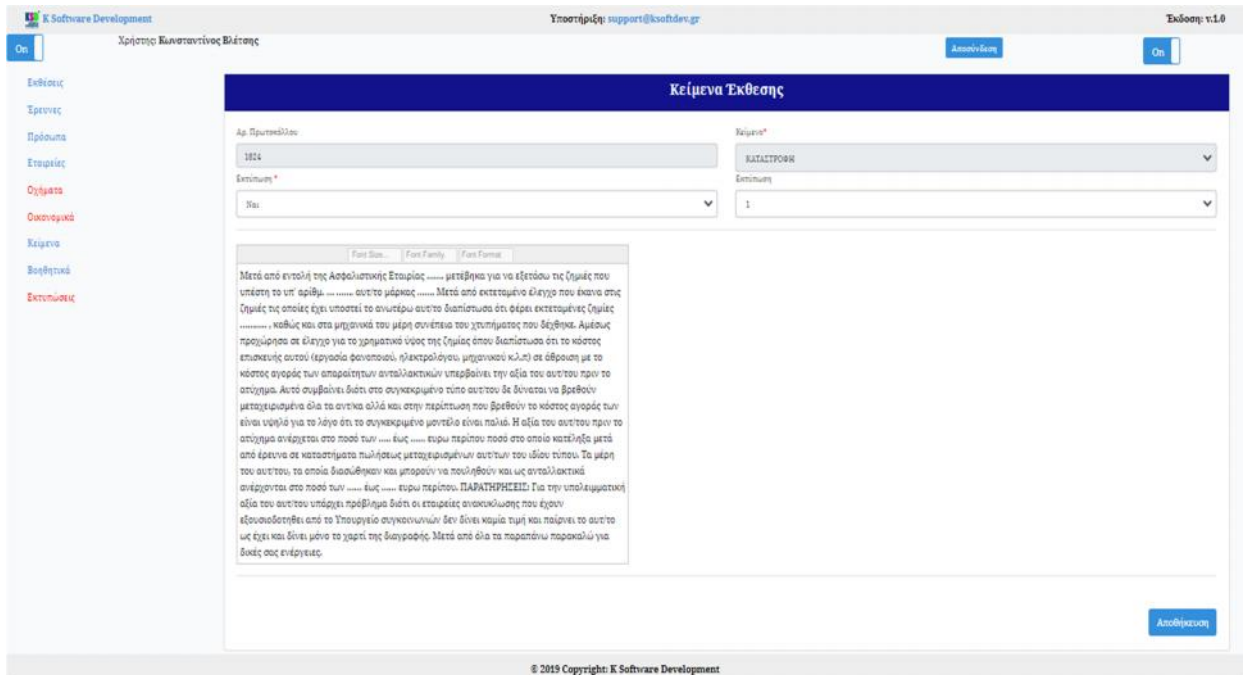 K Software Development
Υποστήριξη: support@ksoftdev.gr
Έκδοση: v.1.0
On
Χρήστης: Κωνσταντίνος Βλέτσης
Αποσύνδεση
On
Εκθέσεις
Έρευνες
Πρόσωπα
Εταιρείες
Οχήματα
Οικονομικά
Κείμενα
Βοηθητικά
Εκτυπώσεις
Κείμενα Έκθεσης
Αρ. Πρωτοκόλλου
Κείμενο*
1624
ΚΑΤΑΣΤΡΟΦΗ
Εκτύπωση *
Εκτύπωση
Ναι
1
Font Size... Font Family. Font Format
Μετά από εντολή της Ασφαλιστικής Εταιρίας ....... μετέβηκα για να εξετάσω τις ζημιές που
υπέστη το υπ' αρίθμ. ... ........ αυτ/το μάρκας ....... Μετά από εκτεταμένο έλεγχο που έκανα στις
ζημιές τις οποίες έχει υποστεί το ανωτέρω αυτ/το διαπίστωσα ότι φέρει εκτεταμένες ζημίες
.......... , καθώς και στα μηχανικά του μέρη συνέπεια του χτυπήματος που δέχθηκε. Αμέσως
προχώρησα σε έλεγχο για το χρηματικό ύψος της ζημίας όπου διαπίστωσα ότι το κόστος
επισκευής αυτού (εργασία φανοποιού, ηλεκτρολόγου, μηχανικού κ.λ.π) σε άθροιση με το
κόστος αγοράς των απαραίτητων ανταλλακτικών υπερβαίνει την αξία του αυτ/του πριν το
ατύχημα. Αυτό συμβαίνει διότι στο συγκεκριμένο τύπο αυτ/του δε δύναται να βρεθούν
μεταχειρισμένα όλα τα αντ/κα αλλά και στην περίπτωση που βρεθούν το κόστος αγοράς των
είναι υψηλό για το λόγο ότι το συγκεκριμένο μοντέλο είναι παλιό. Η αξία του αυτ/του πριν το
ατύχημα ανέρχεται στο ποσό των ..... έως ...... ευρω περίπου ποσό στο οποίο κατέληξα μετά
από έρευνα σε καταστήματα πωλήσεως μεταχειρισμένων αυτ/των του ιδίου τύπου. Τα μέρη
του αυτ/του, τα οποία διασώθηκαν και μπορούν να πουληθούν και ως ανταλλακτικά
ανέρχονται στο ποσό των ...... έως ...... ευρω περίπου. ΠΑΡΑΤΗΡΗΣΕΙΣ: Για την υπολειμματική
αξία του αυτ/του υπάρχει πρόβλημα διότι οι εταιρείες ανακυκλωσης που έχουν
εξουσιοδοτηθει από το Υπουργείο συγκοινωνιών δεν δίνει καμία τιμή και παίρνει το αυτ/το
ως έχει και δίνει μόνο το χαρτί της διαγραφής. Μετά από όλα τα παραπάνω παρακαλώ για
δικές σας ενέργειες.
Αποθήκευση
© 2019 Copyright: K Software Development